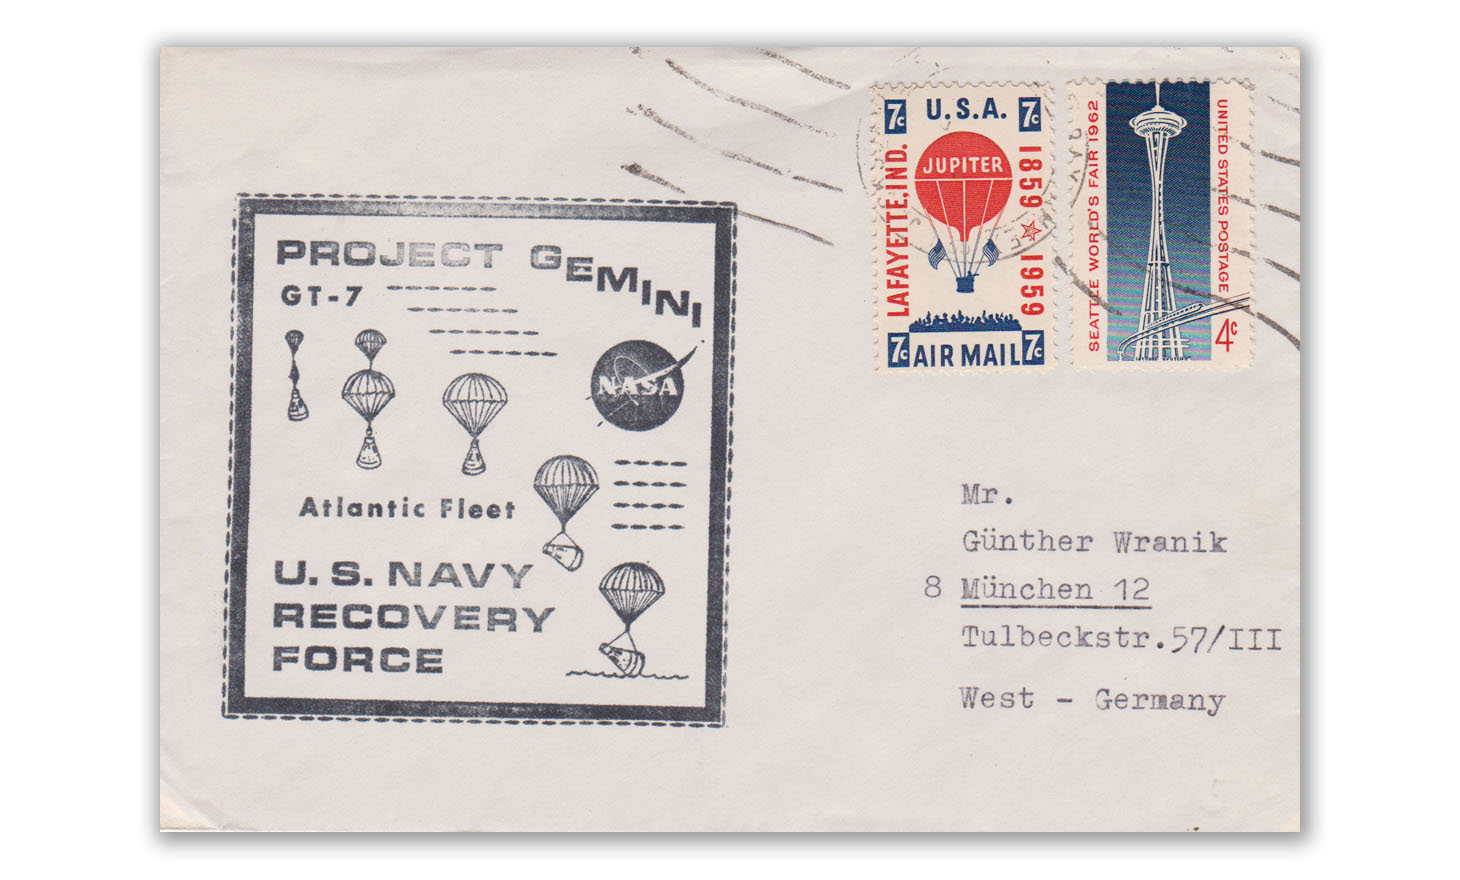 PROJECT GEMINI
GT-7
NASA
Atlantic Fleet
U.S. NAVY
RECOVERY
FORCE
7c U.S.A. 7c
JUPITER
LAFAYETTE, IND.
1859 ☆ 1959
7c AIR MAIL 7c
SEATTLE WORLD'S FAIR 1962
UNITED STATES POSTAGE
4c
Mr.
Günther Wranik
8 München 12
Tulbeckstr.57/III
West - Germany